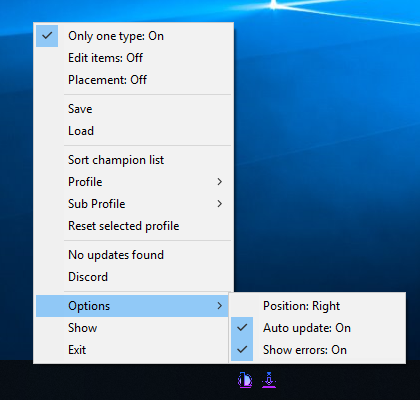 Only one type: On
Edit items: Off
Placement: Off
Save
Load
Sort champion list
Profile
Sub Profile
Reset selected profile
No updates found
Discord
Options
Show
Exit
Position: Right
Auto update: On
Show errors: On